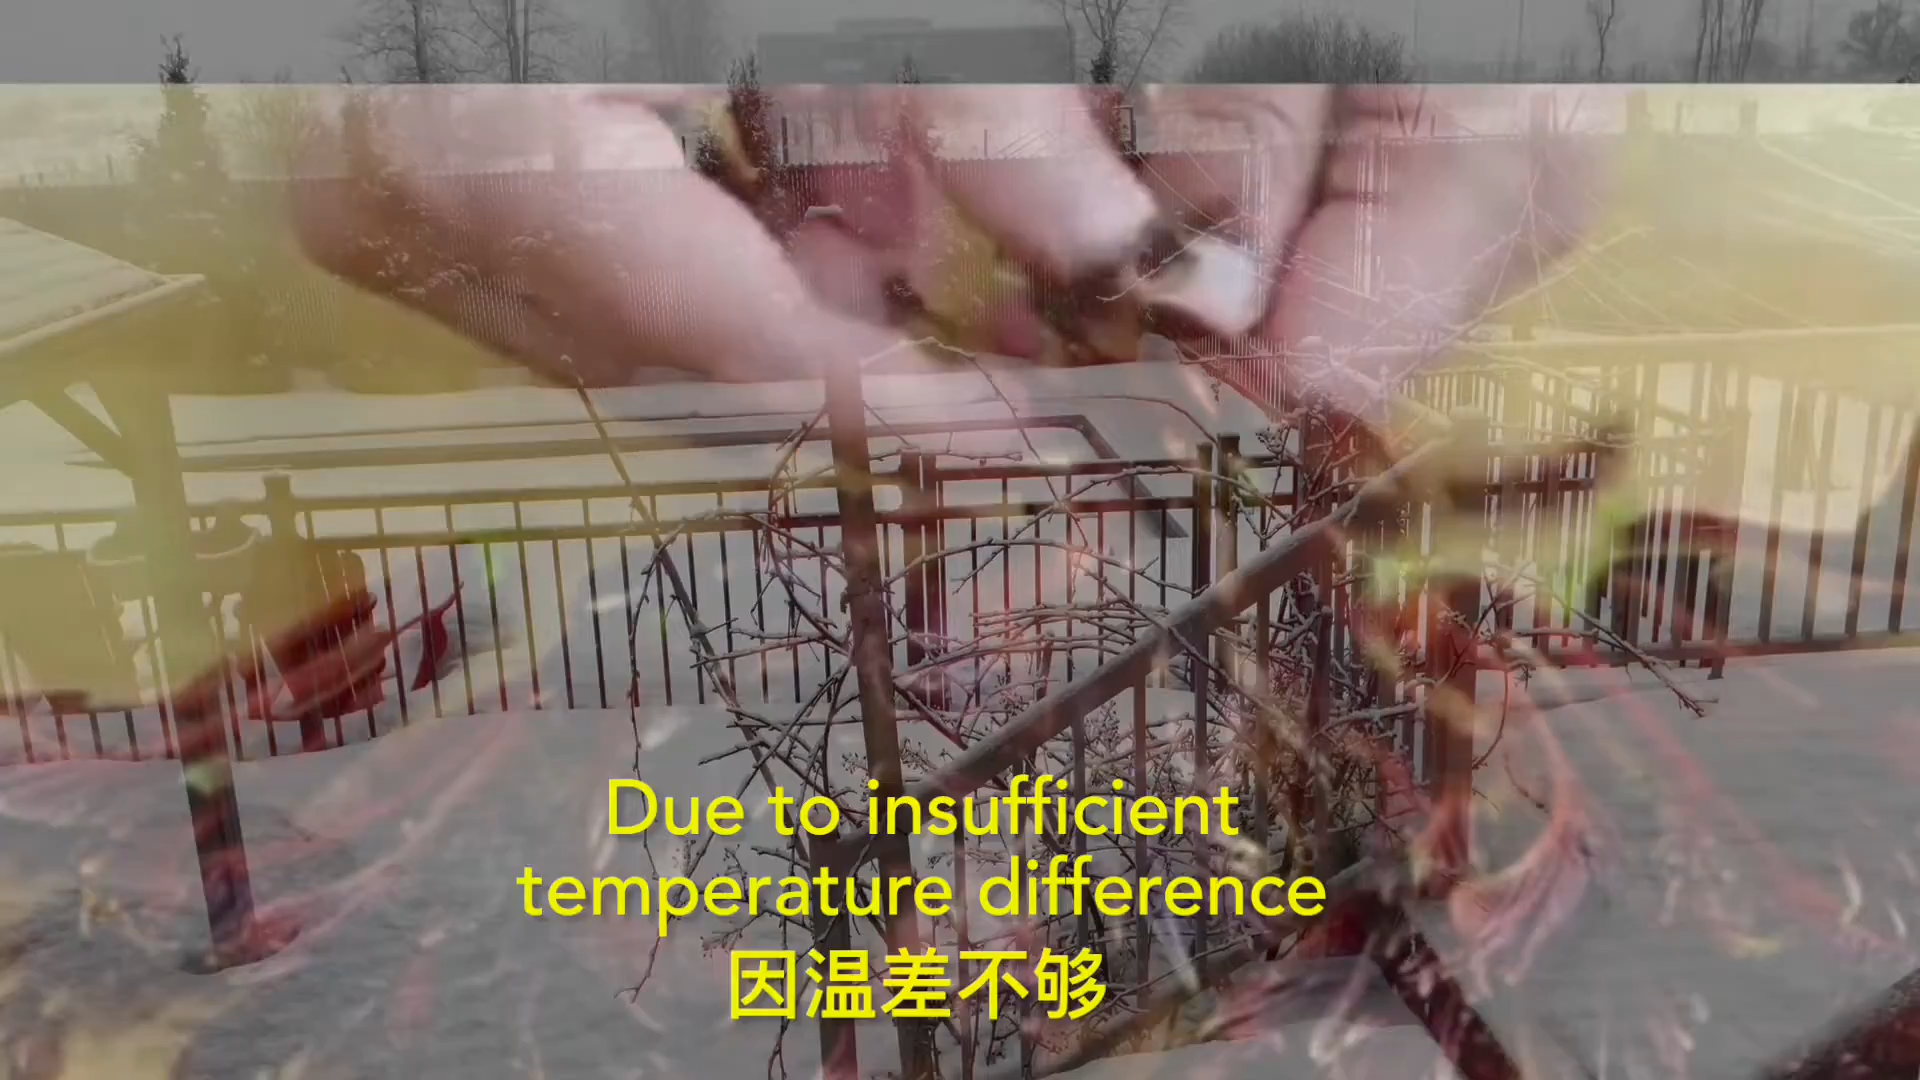 Due to insufficient
temperature difference
因温差不够